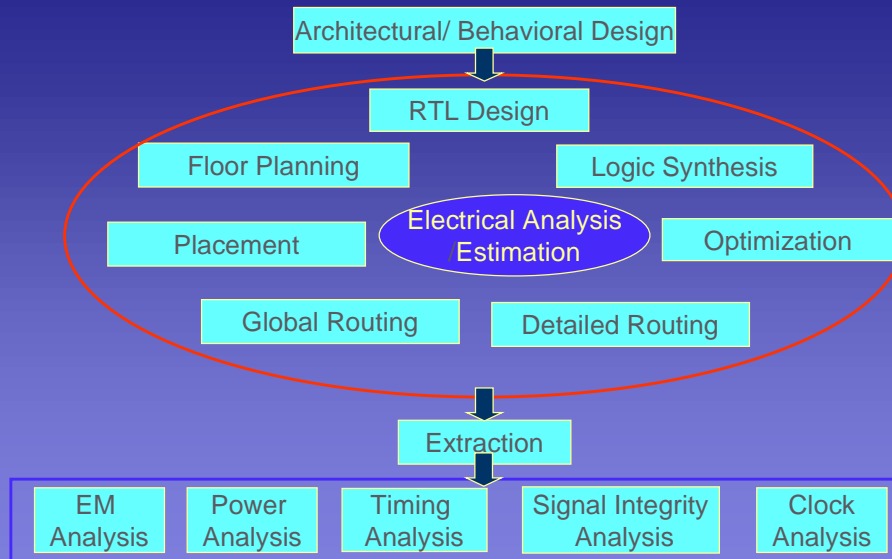 Architectural/ Behavioral Design
RTL Design
Floor Planning
Logic Synthesis
Electrical Analysis
/Estimation
Placement
Optimization
Global Routing
Detailed Routing
Extraction
EM
Analysis
Power
Analysis
Timing
Analysis
Signal Integrity
Analysis
Clock
Analysis